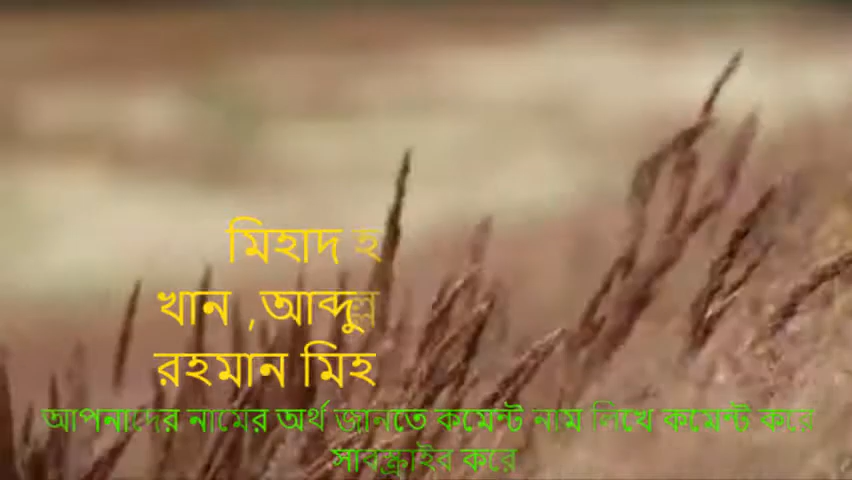 মিহাদ হ
খান ,আব্দুল্ল
রহমান মিহ
আপনাদের নামের অর্থ জানতে কমেন্ট নাম লিখে কমেন্ট করে
সাবস্ক্রাইব করে